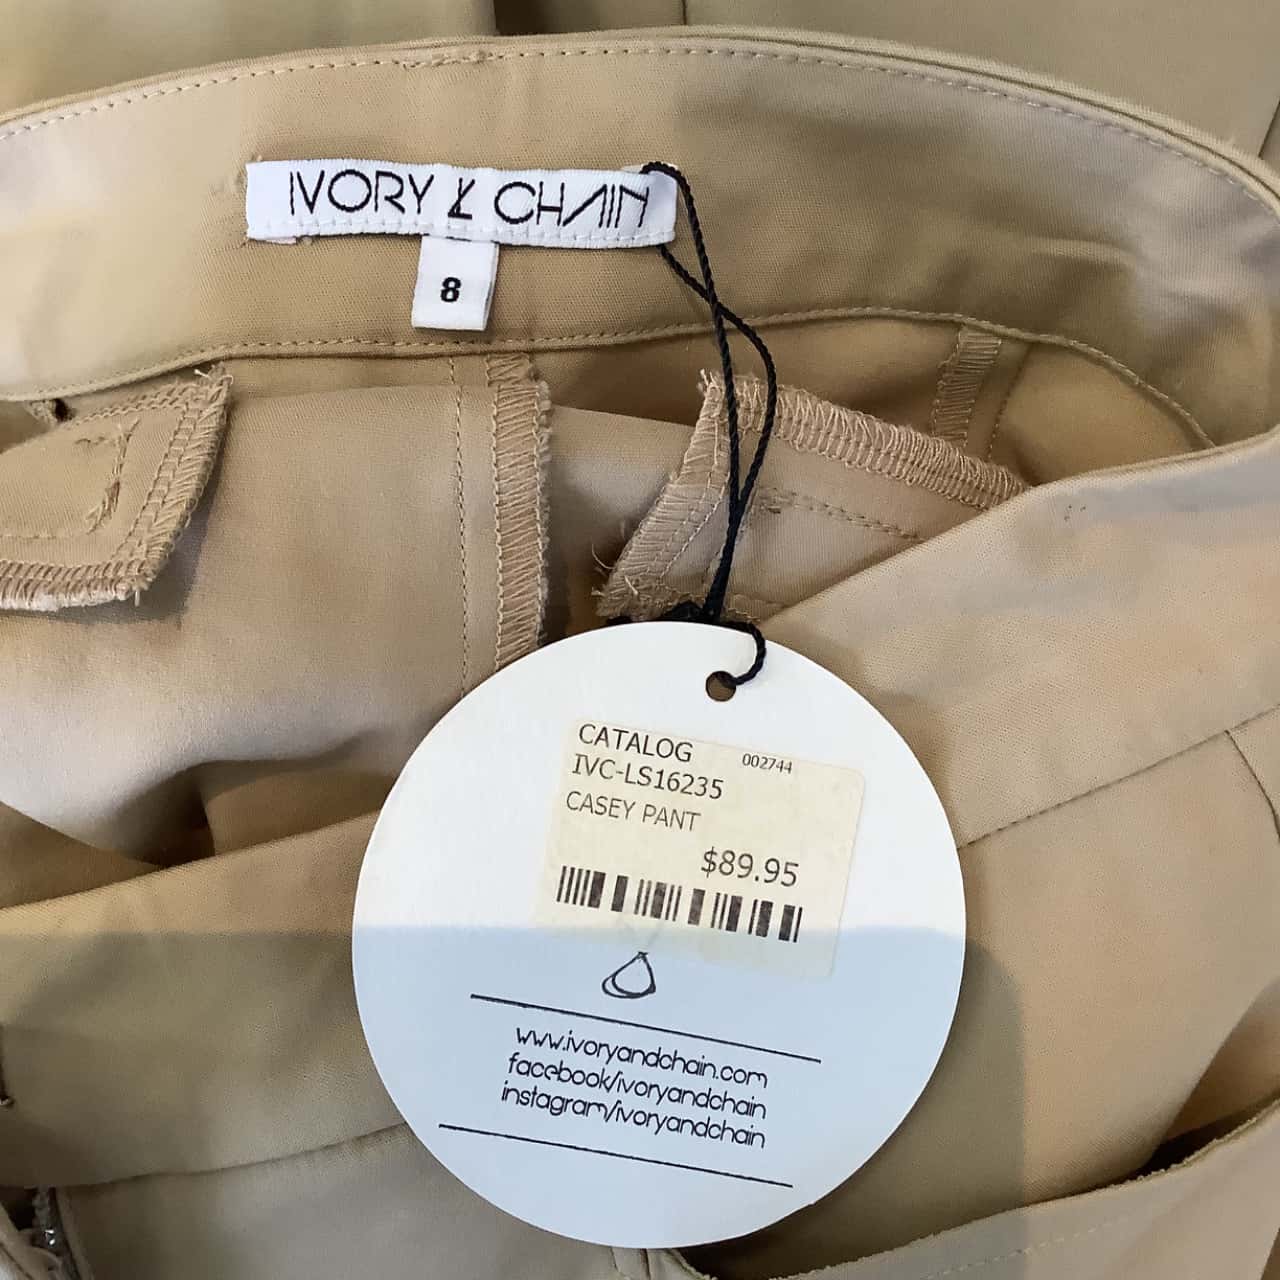 IVORY & CHAIN
8
CATALOG 002744
IVC-LS16235
CASEY PANT
$89.95
www.ivoryandchain.com
facebook/ivoryandchain
instagram/ivoryandchain